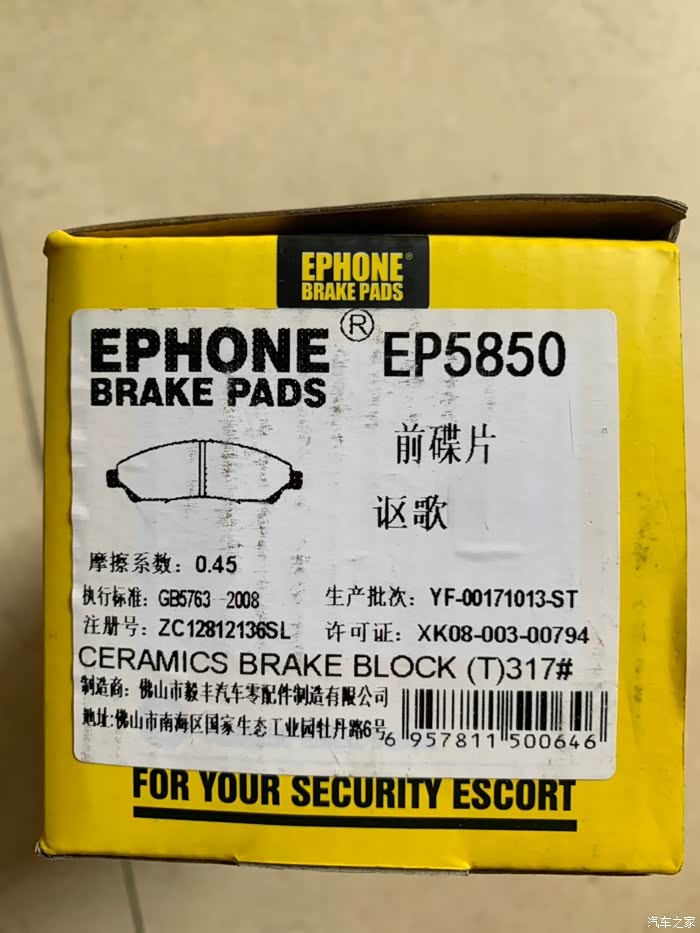 EPHONE®
BRAKE PADS
EPHONE®
BRAKE PADS
EP5850
前碟片
讴歌
摩擦系数：0.45
执行标准：GB5763-2008
生产批次：YF-00171013-ST
注册号：ZC12812136SL
许可证：XK08-003-00794
CERAMICS BRAKE BLOCK (T)317#
制造商：佛山市毅丰汽车零配件制造有限公司
地址:佛山市南海区国家生态工业园牡丹路6号
6 957811 500646
FOR YOUR SECURITY ESCORT
汽车之家